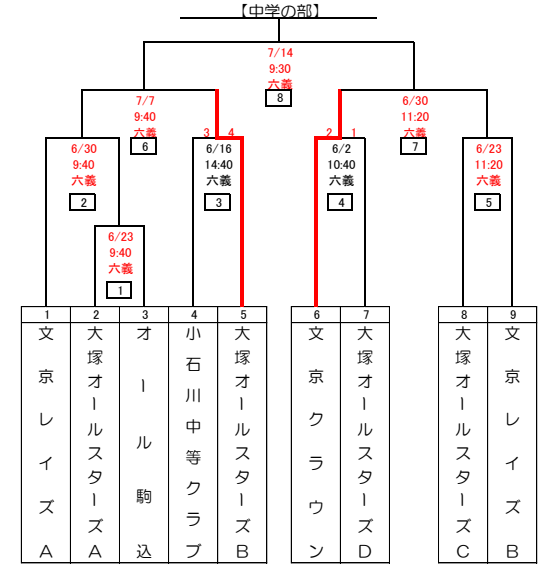 【中学の部】
7/14
9:30
六義
8
7/7
9:40
六義
6
6/30
11:20
六義
7
3 4
2 1
6/30
9:40
六義
2
6/16
14:40
六義
3
6/2
10:40
六義
4
6/23
11:20
六義
5
6/23
9:40
六義
1
1 2 3 4 5 6 7 8 9
文京レイズA
大塚オールスターズA
オール駒込
小石川中等クラブ
大塚オールスターズB
文京クラウン
大塚オールスターズD
大塚オールスターズC
文京レイズB